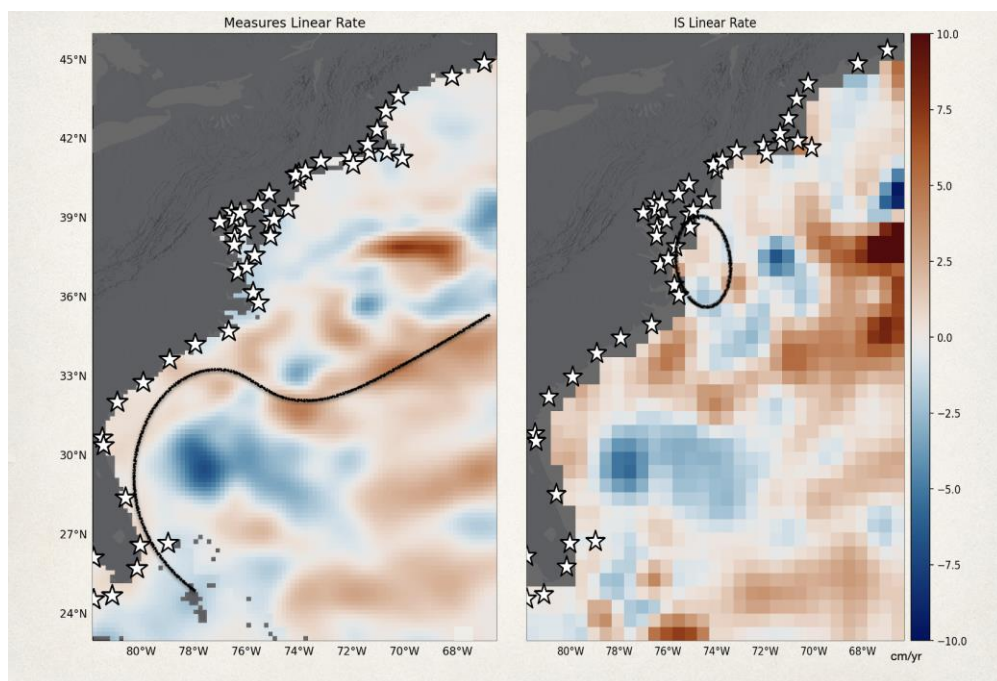 Measures Linear Rate
IS Linear Rate
45°N
42°N
39°N
36°N
33°N
30°N
27°N
24°N
80°W 78°W 76°W 74°W 72°W 70°W 68°W
80°W 78°W 76°W 74°W 72°W 70°W 68°W
10.0
7.5
5.0
2.5
0.0
−2.5
−5.0
−7.5
−10.0
cm/yr